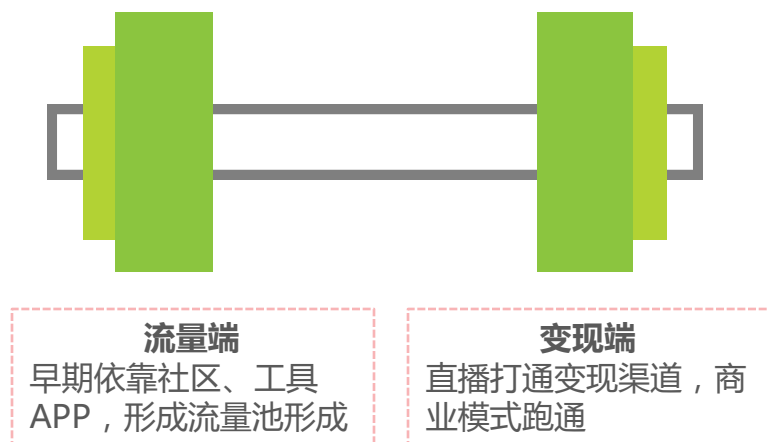 流量端
早期依靠社区、工具
APP，形成流量池形成
变现端
直播打通变现渠道，商
业模式跑通